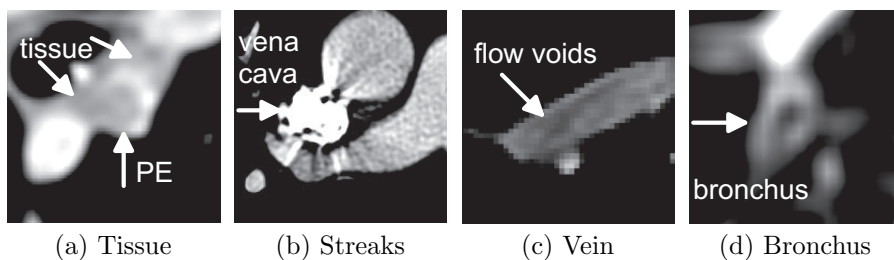 tissue
PE
vena
cava
flow voids
bronchus
(a) Tissue
(b) Streaks
(c) Vein
(d) Bronchus